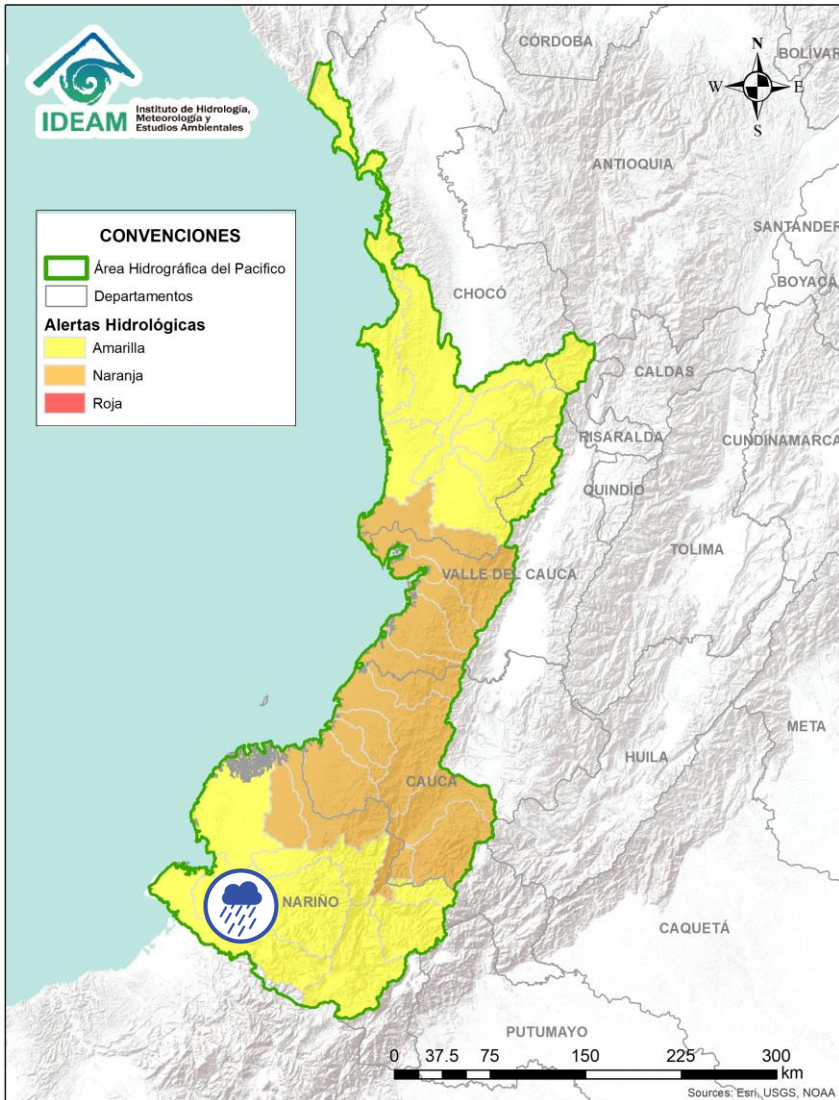 IDEAM
Instituto de Hidrología,
Meteorología y
Estudios Ambientales
CÓRDOBA
BOLÍVAR
N
W
E
S
ANTIOQUIA
SANTANDER
BOYACÁ
CONVENCIONES
Área Hidrográfica del Pacifico
Departamentos
Alertas Hidrológicas
Amarilla
Naranja
Roja
CHOCÓ
CALDAS
RISARALDA
CUNDINAMARCA
QUINDÍO
TOLIMA
VALLE DEL CAUCA
META
HUILA
CAUCA
NARIÑO
CAQUETÁ
PUTUMAYO
0 37.5 75 150 225 300
km
Sources: Esri, USGS, NOAA